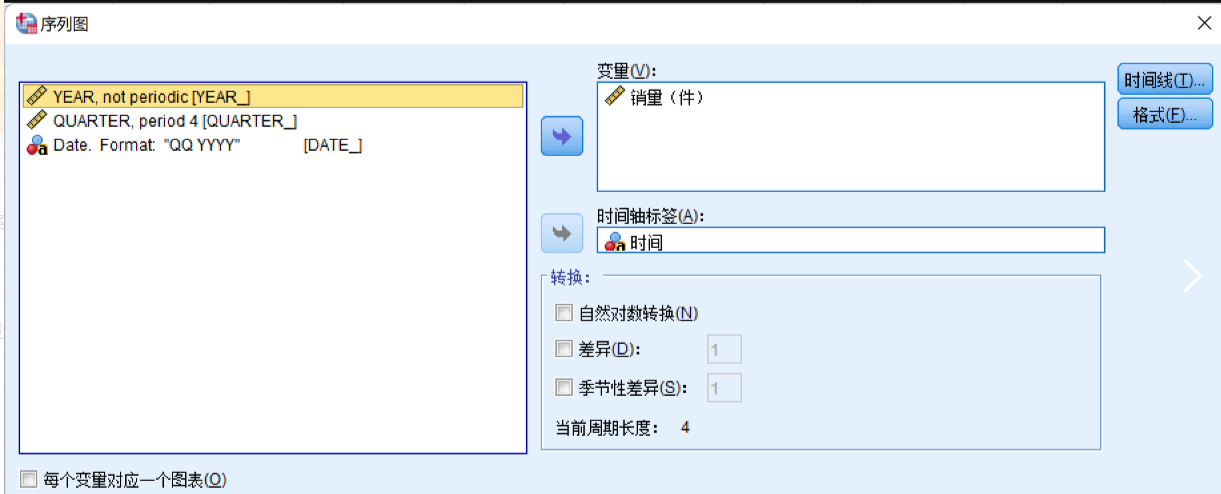 序列图
YEAR, not periodic [YEAR_]
QUARTER, period 4 [QUARTER_]
Date. Format: "QQ YYYY" [DATE_]
变量(V):
销量（件）
时间线(T)...
格式(F)...
时间轴标签(A):
时间
转换:
自然对数转换(N)
差异(D): 1
季节性差异(S): 1
当前周期长度: 4
每个变量对应一个图表(O)